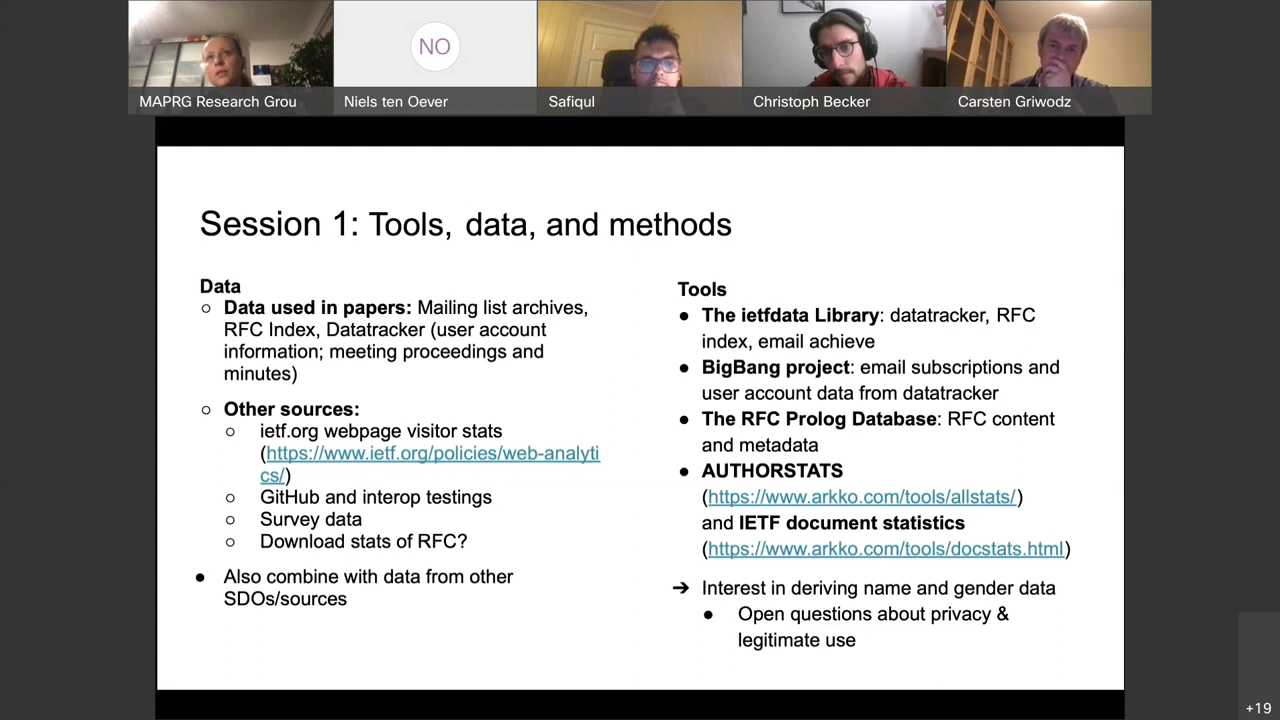 NO
MAPRG Research Grou
Niels ten Oever
Safiqul
Christoph Becker
Carsten Griwodz
Session 1: Tools, data, and methods
Data
○ Data used in papers: Mailing list archives,
RFC Index, Datatracker (user account
information; meeting proceedings and
minutes)
○ Other sources:
○ ietf.org webpage visitor stats
(https://www.ietf.org/policies/web-analyti
cs/)
○ GitHub and interop testings
○ Survey data
○ Download stats of RFC?
● Also combine with data from other
SDOs/sources
Tools
● The ietfdata Library: datatracker, RFC
index, email achieve
● BigBang project: email subscriptions and
user account data from datatracker
● The RFC Prolog Database: RFC content
and metadata
● AUTHORSTATS
(https://www.arkko.com/tools/allstats/)
and IETF document statistics
(https://www.arkko.com/tools/docstats.html)
➔ Interest in deriving name and gender data
● Open questions about privacy &
legitimate use
+19